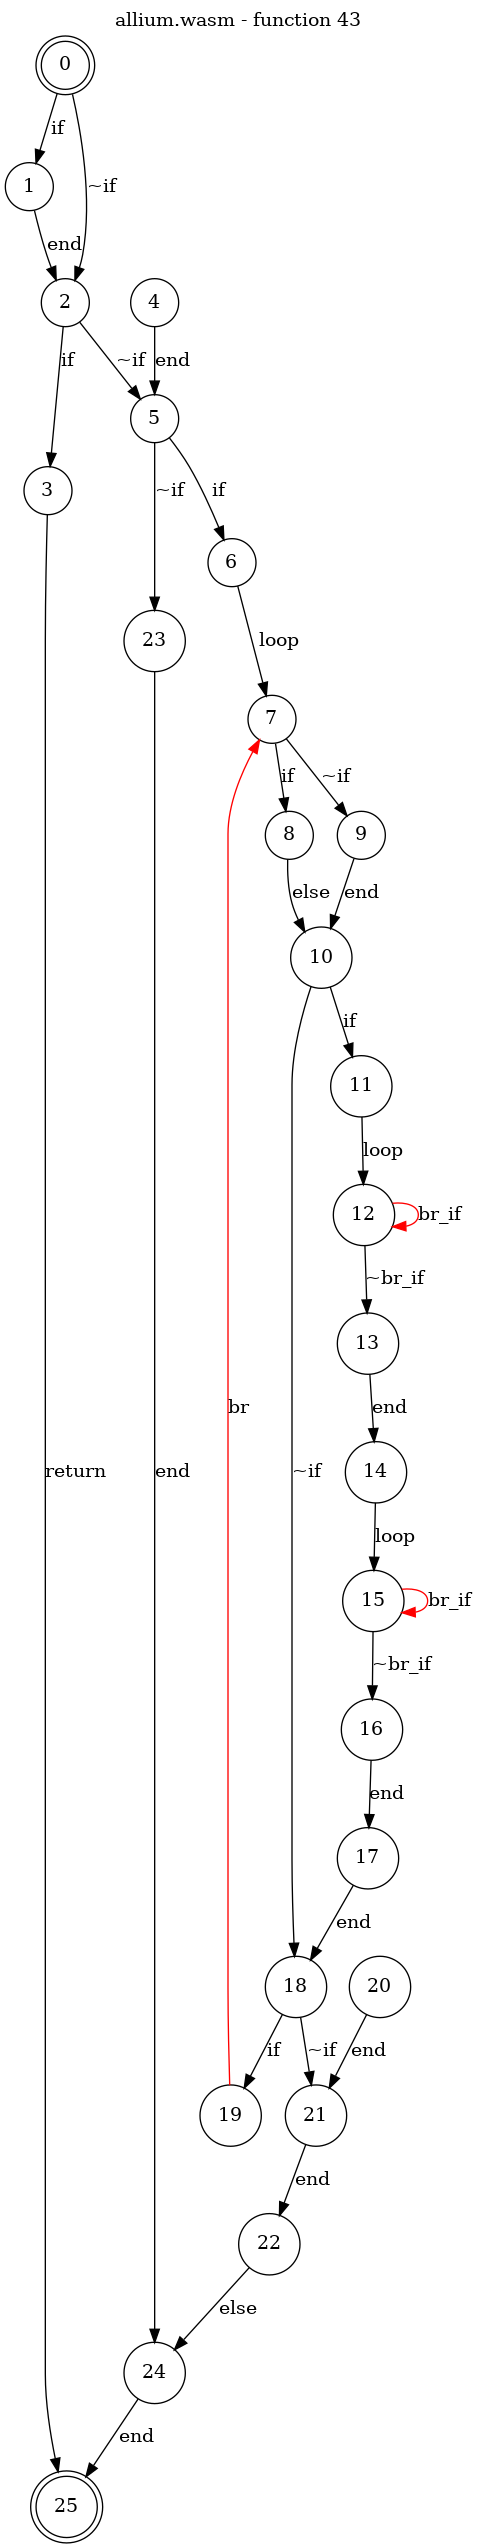 allium.wasm - function 43
0
if
~if
1
end
2
4
if
~if
end
5
3
~if
if
6
23
loop
7
if
~if
8
9
else
end
10
if
11
loop
12
br_if
~br_if
13
br
end
return
end
~if
14
loop
15
br_if
~br_if
16
end
17
end
18
20
if
~if
end
19
21
end
22
else
24
end
25